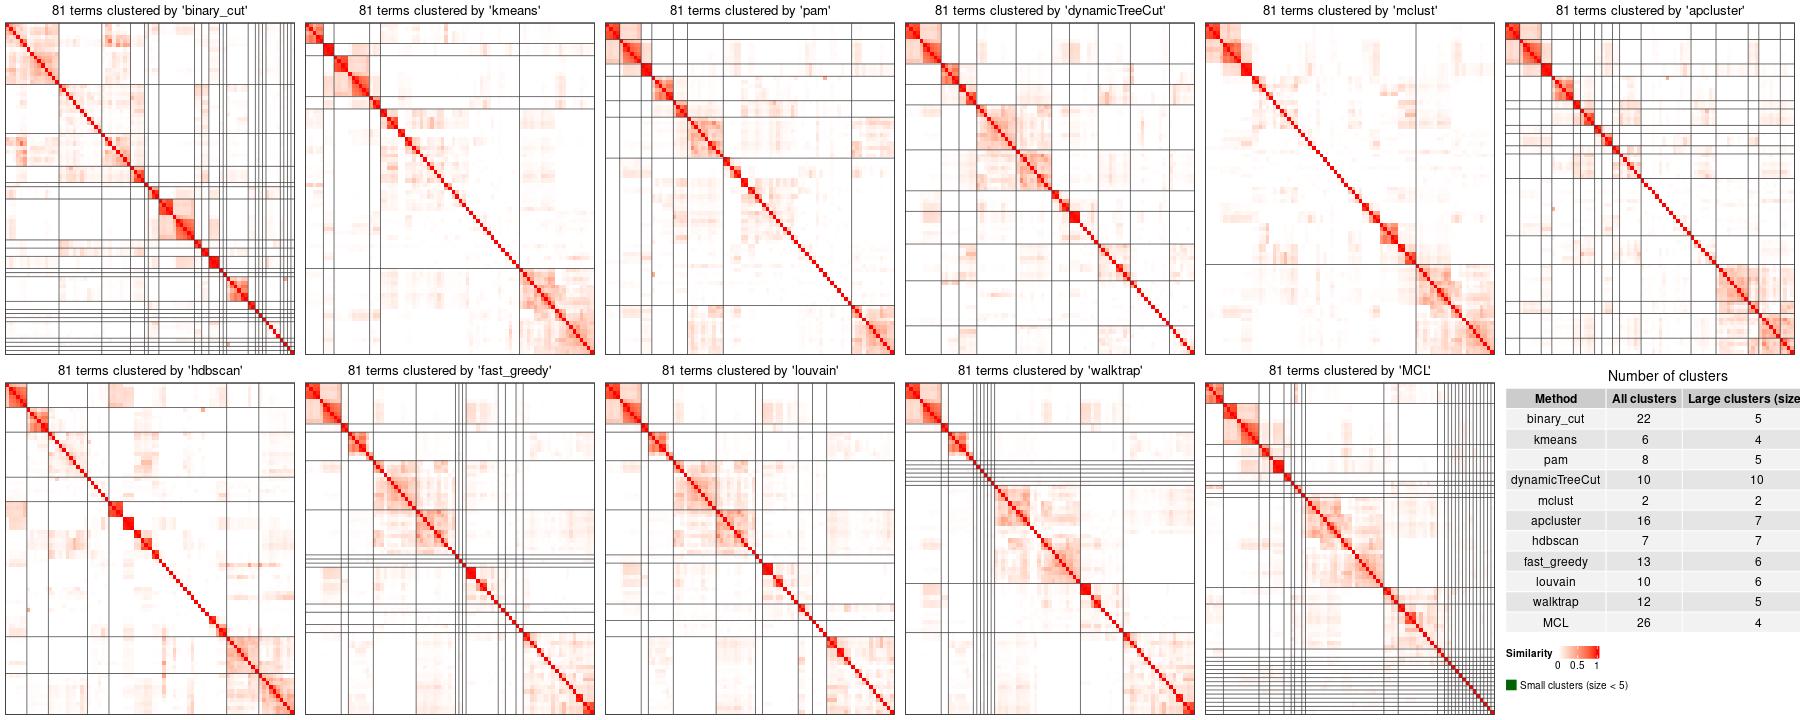 81 terms clustered by 'binary_cut'
81 terms clustered by 'kmeans'
81 terms clustered by 'pam'
81 terms clustered by 'dynamicTreeCut'
81 terms clustered by 'mclust'
81 terms clustered by 'apcluster'
81 terms clustered by 'hdbscan'
81 terms clustered by 'fast_greedy'
81 terms clustered by 'louvain'
81 terms clustered by 'walktrap'
81 terms clustered by 'MCL'
Number of clusters
Method All clusters Large clusters (size
binary_cut 22 5
kmeans 6 4
pam 8 5
dynamicTreeCut 10 10
mclust 2 2
apcluster 16 7
hdbscan 7 7
fast_greedy 13 6
louvain 10 6
walktrap 12 5
MCL 26 4
Similarity
0 0.5 1
Small clusters (size < 5)